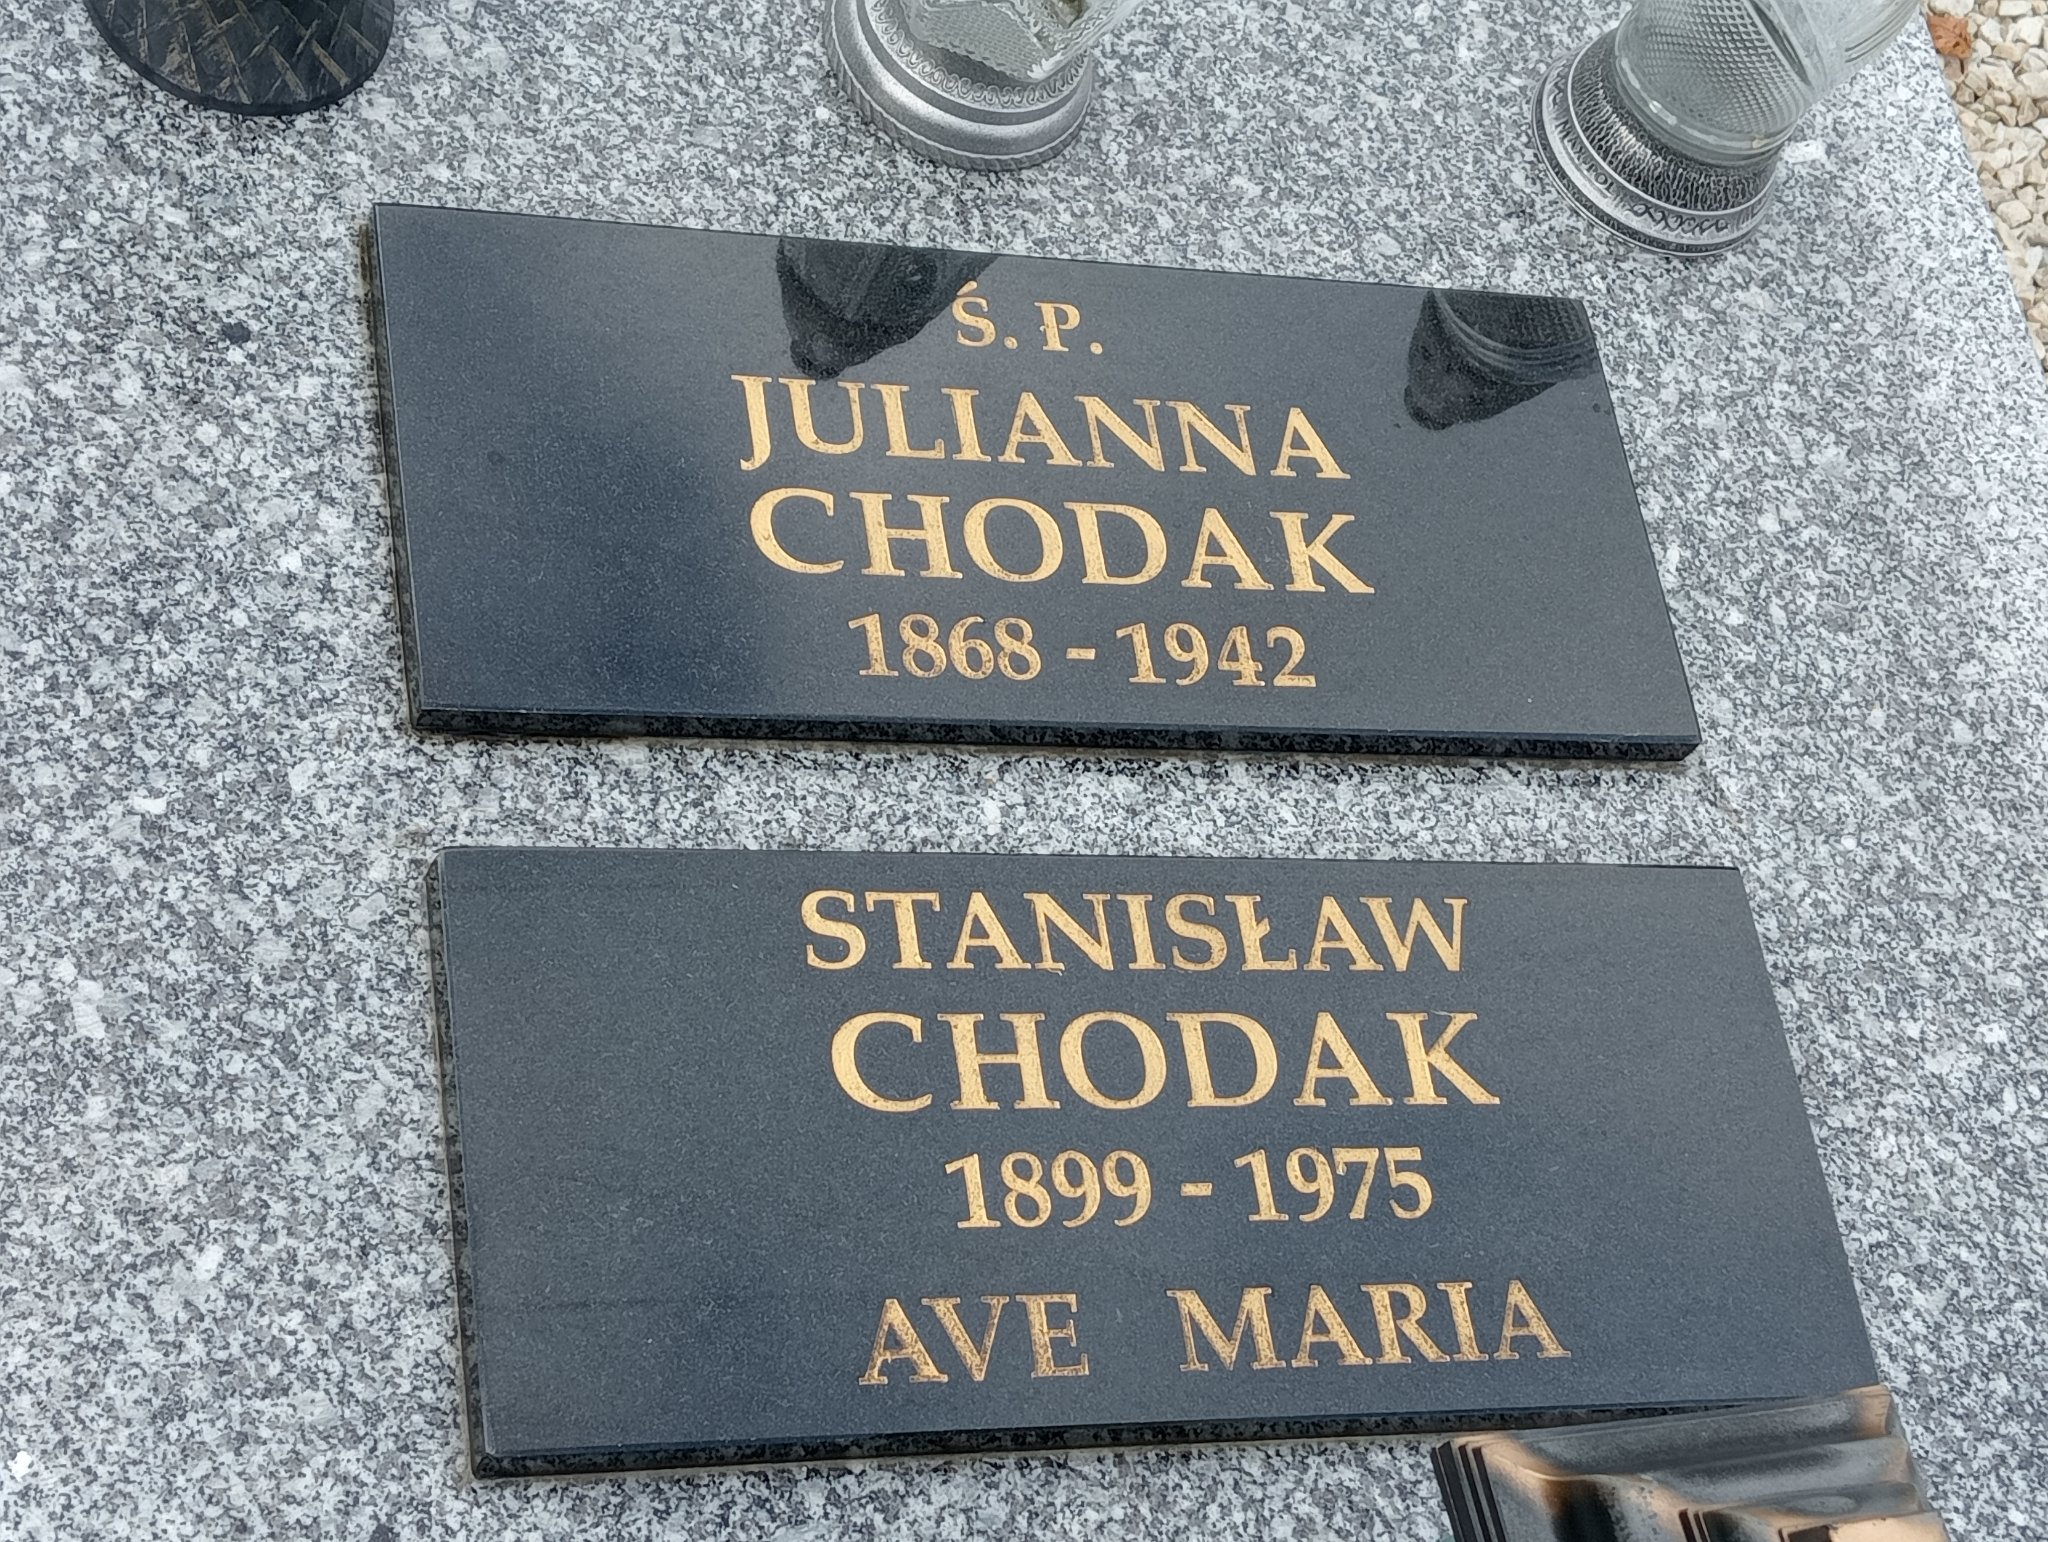 Ś. P.
JULIANNA
CHODAK
1868 - 1942
STANISŁAW
CHODAK
1899 - 1975
AVE MARIA